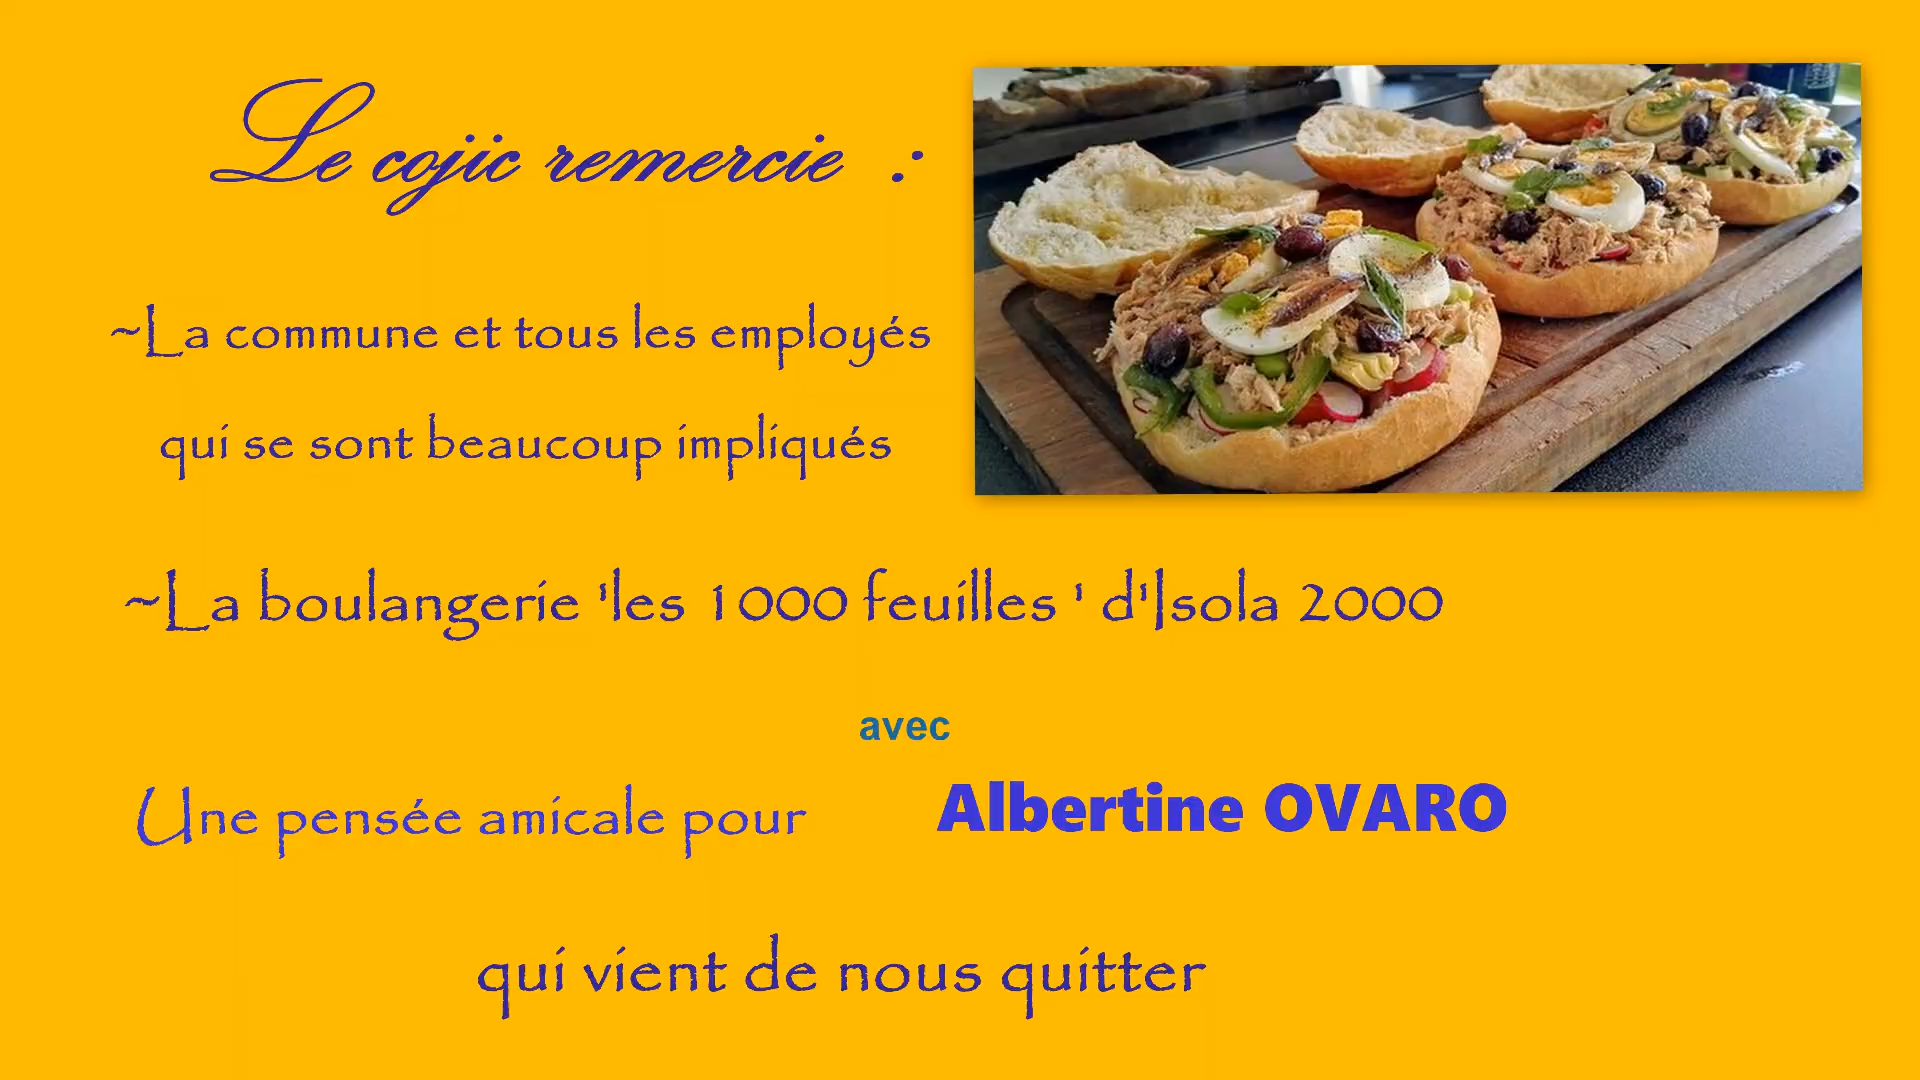 Le cojic remercie :
~La commune et tous les employés
qui se sont beaucoup impliqués
~La boulangerie 'les 1000 feuilles ' d'Isola 2000
avec
Une pensée amicale pour Albertine OVARO
qui vient de nous quitter